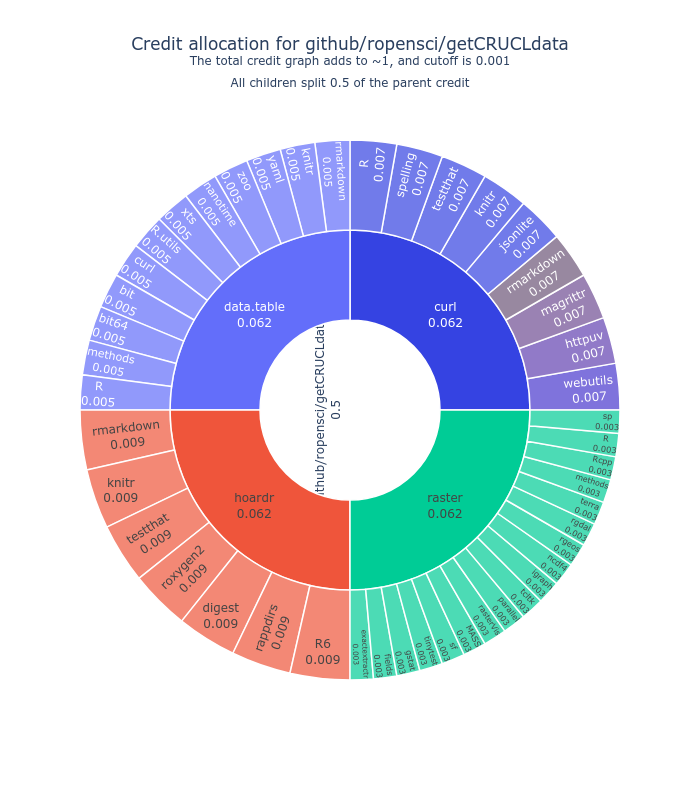 Credit allocation for github/ropensci/getCRUCLdata
The total credit graph adds to ~1, and cutoff is 0.001
All children split 0.5 of the parent credit
rmarkdown
0.005
knitr
0.005
yaml
0.005
zoo
0.005
nanotime
0.005
xts
0.005
R.utils
0.005
curl
0.005
bit
0.005
bit64
0.005
methods
0.005
R
0.005
data.table
0.062
R
0.007
spelling
0.007
testthat
0.007
knitr
0.007
jsonlite
0.007
rmarkdown
0.007
magrittr
0.007
httpuv
0.007
webutils
0.007
curl
0.062
github/ropensci/getCRUCLdata
0.5
rmarkdown
0.009
knitr
0.009
testthat
0.009
roxygen2
0.009
digest
0.009
rappdirs
0.009
R6
0.009
hoardr
0.062
raster
0.062
sp
0.003
R
0.003
Rcpp
0.003
methods
0.003
terra
0.003
rgdal
0.003
rgeos
0.003
ncdf4
0.003
igraph
0.003
tcltk
0.003
parallel
0.003
rasterVis
0.003
MASS
0.003
sf
0.003
tinytest
0.003
gstat
0.003
fields
0.003
exactextractr
0.003